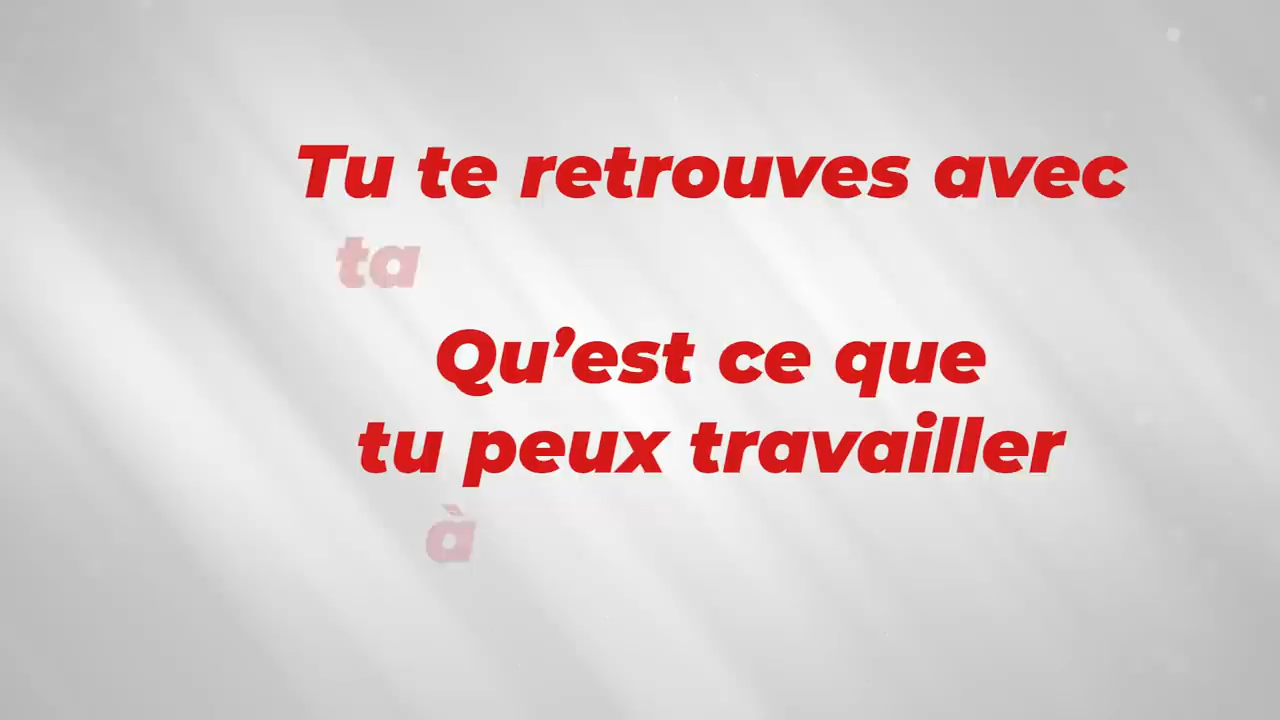 Tu te retrouves avec
ta
Qu’est ce que
tu peux travailler
à